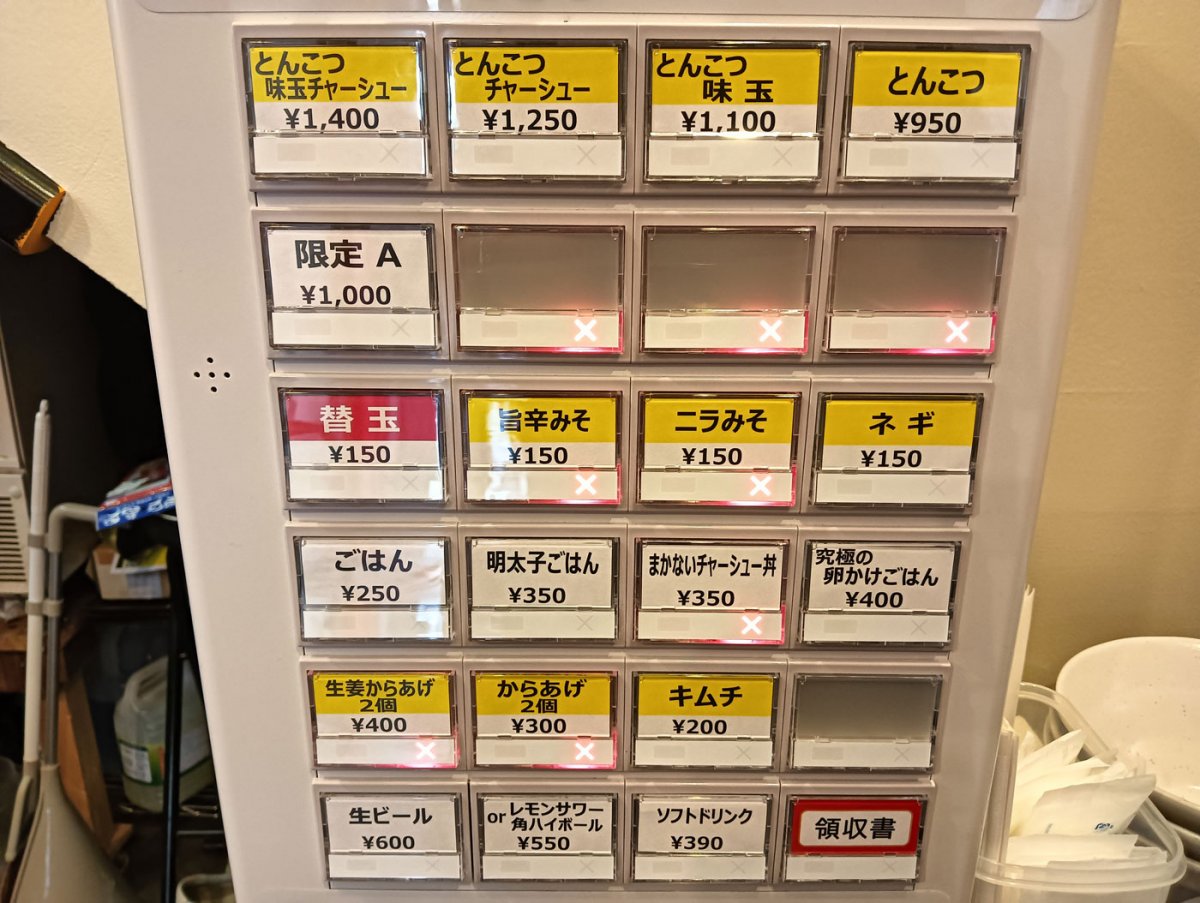 とんこつ
味玉チャーシュー
¥1,400
とんこつ
チャーシュー
¥1,250
とんこつ
味 玉
¥1,100
とんこつ
¥950
限定 A
¥1,000
替 玉
¥150
旨辛みそ
¥150
ニラみそ
¥150
ネギ
¥150
ごはん
¥250
明太子ごはん
¥350
まかないチャーシュー丼
¥350
究極の
卵かけごはん
¥400
生姜からあげ
2個
¥400
からあげ
2個
¥300
キムチ
¥200
生ビール
¥600
or レモンサワー
角ハイボール
¥550
ソフトドリンク
¥390
領収書